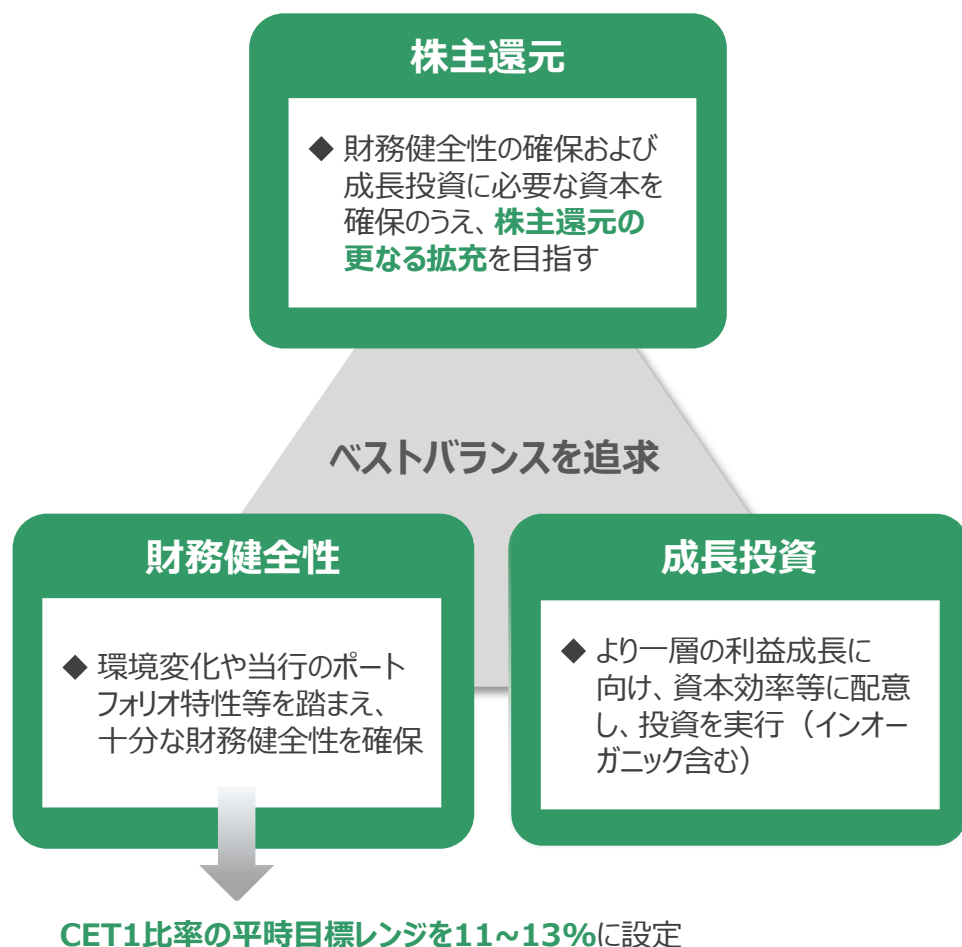 株主還元
◆ 財務健全性の確保および
成長投資に必要な資本を
確保のうえ、株主還元の
更なる拡充を目指す
ベストバランスを追求
財務健全性
◆ 環境変化や当行のポート
フォリオ特性等を踏まえ、
十分な財務健全性を確保
成長投資
◆ より一層の利益成長に
向け、資本効率等に配意
し、投資を実行（インオー
ガニック含む）
CET1比率の平時目標レンジを11~13%に設定